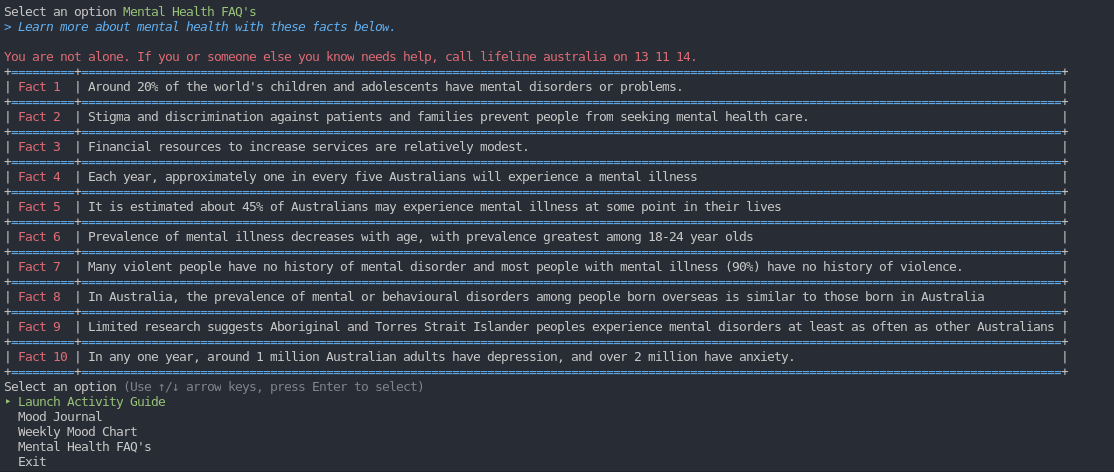 Select an option Mental Health FAQ's
> Learn more about mental health with these facts below.
You are not alone. If you or someone else you know needs help, call lifeline australia on 13 11 14.
| Fact 1 | Around 20% of the world's children and adolescents have mental disorders or problems. |
| Fact 2 | Stigma and discrimination against patients and families prevent people from seeking mental health care. |
| Fact 3 | Financial resources to increase services are relatively modest. |
| Fact 4 | Each year, approximately one in every five Australians will experience a mental illness |
| Fact 5 | It is estimated about 45% of Australians may experience mental illness at some point in their lives |
| Fact 6 | Prevalence of mental illness decreases with age, with prevalence greatest among 18-24 year olds |
| Fact 7 | Many violent people have no history of mental disorder and most people with mental illness (90%) have no history of violence. |
| Fact 8 | In Australia, the prevalence of mental or behavioural disorders among people born overseas is similar to those born in Australia |
| Fact 9 | Limited research suggests Aboriginal and Torres Strait Islander peoples experience mental disorders at least as often as other Australians |
| Fact 10 | In any one year, around 1 million Australian adults have depression, and over 2 million have anxiety. |
Select an option (Use ↑/↓ arrow keys, press Enter to select)
‣ Launch Activity Guide
Mood Journal
Weekly Mood Chart
Mental Health FAQ's
Exit